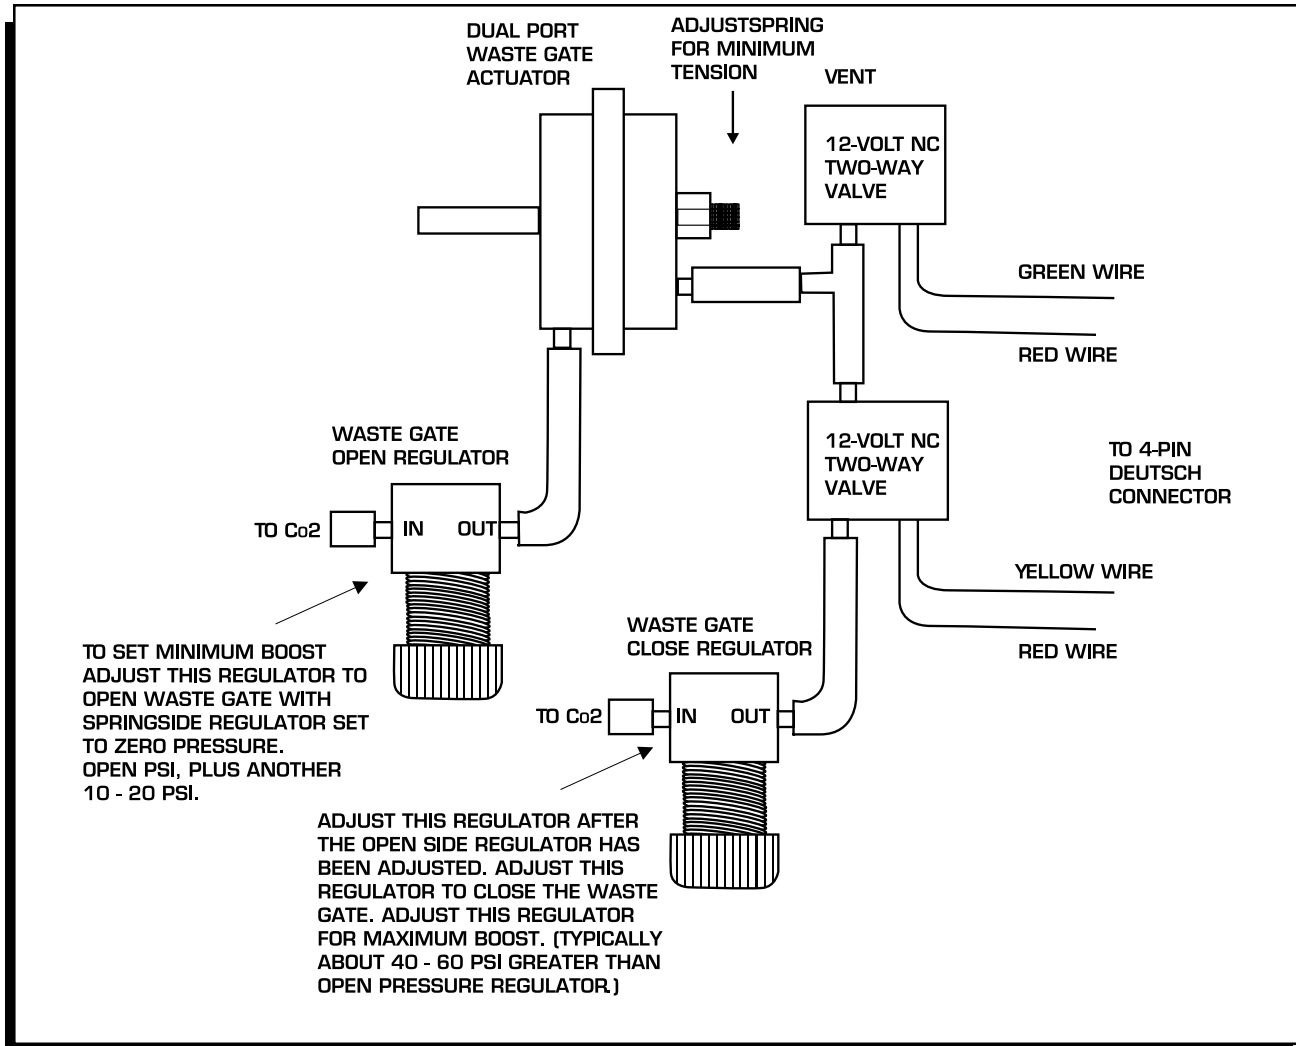 DUAL PORT
WASTE GATE
ACTUATOR
ADJUSTSPRING
FOR MINIMUM
TENSION
VENT
12-VOLT NC
TWO-WAY
VALVE
GREEN WIRE
RED WIRE
WASTE GATE
OPEN REGULATOR
12-VOLT NC
TWO-WAY
VALVE
TO 4-PIN
DEUTSCH
CONNECTOR
TO Co2
IN
OUT
YELLOW WIRE
RED WIRE
TO SET MINIMUM BOOST
ADJUST THIS REGULATOR TO
OPEN WASTE GATE WITH
SPRINGSIDE REGULATOR SET
TO ZERO PRESSURE.
OPEN PSI, PLUS ANOTHER
10 - 20 PSI.
WASTE GATE
CLOSE REGULATOR
TO Co2
IN
OUT
ADJUST THIS REGULATOR AFTER
THE OPEN SIDE REGULATOR HAS
BEEN ADJUSTED. ADJUST THIS
REGULATOR TO CLOSE THE WASTE
GATE. ADJUST THIS REGULATOR
FOR MAXIMUM BOOST. (TYPICALLY
ABOUT 40 - 60 PSI GREATER THAN
OPEN PRESSURE REGULATOR.)